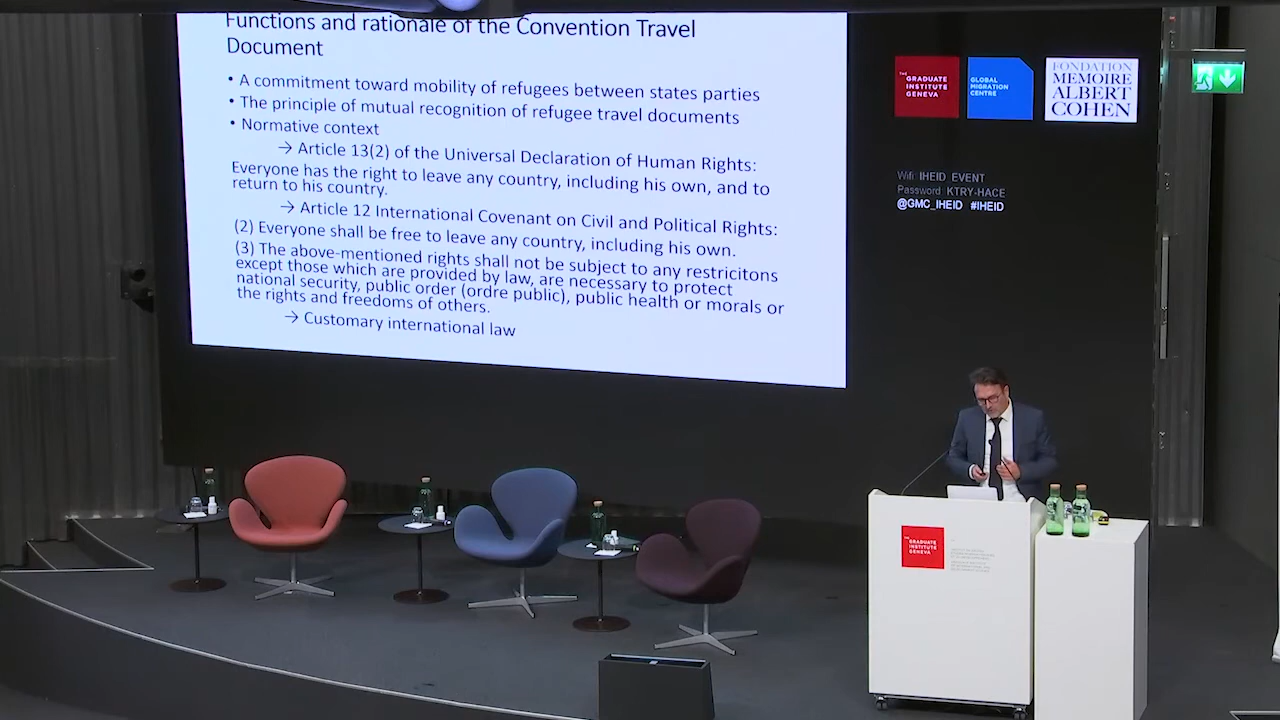 Functions and rationale of the Convention Travel
Document
• A commitment toward mobility of refugees between states parties
• The principle of mutual recognition of refugee travel documents
• Normative context
→ Article 13(2) of the Universal Declaration of Human Rights:
Everyone has the right to leave any country, including his own, and to
return to his country.
→ Article 12 International Covenant on Civil and Political Rights:
(2) Everyone shall be free to leave any country, including his own.
(3) The above-mentioned rights shall not be subject to any restricitons
except those which are provided by law, are necessary to protect
national security, public order (ordre public), public health or morals or
the rights and freedoms of others.
→ Customary international law
THE
GRADUATE
INSTITUTE
GENEVA
GLOBAL
MIGRATION
CENTRE
FONDATION
MEMOIRE
ALBERT
COHEN
Wifi: IHEID_EVENT
Password: KTRY-HACE
@GMC_IHEID #IHEID
THE
GRADUATE
INSTITUTE
GENEVA